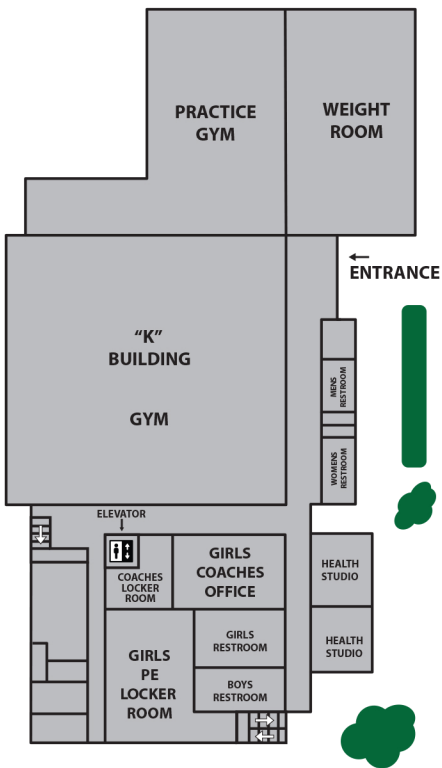 PRACTICE
GYM
WEIGHT
ROOM
ENTRANCE
“K”
BUILDING
GYM
MENS
RESTROOM
WOMENS
RESTROOM
ELEVATOR
COACHES
LOCKER
ROOM
GIRLS
COACHES
OFFICE
HEALTH
STUDIO
GIRLS
PE
LOCKER
ROOM
GIRLS
RESTROOM
HEALTH
STUDIO
BOYS
RESTROOM